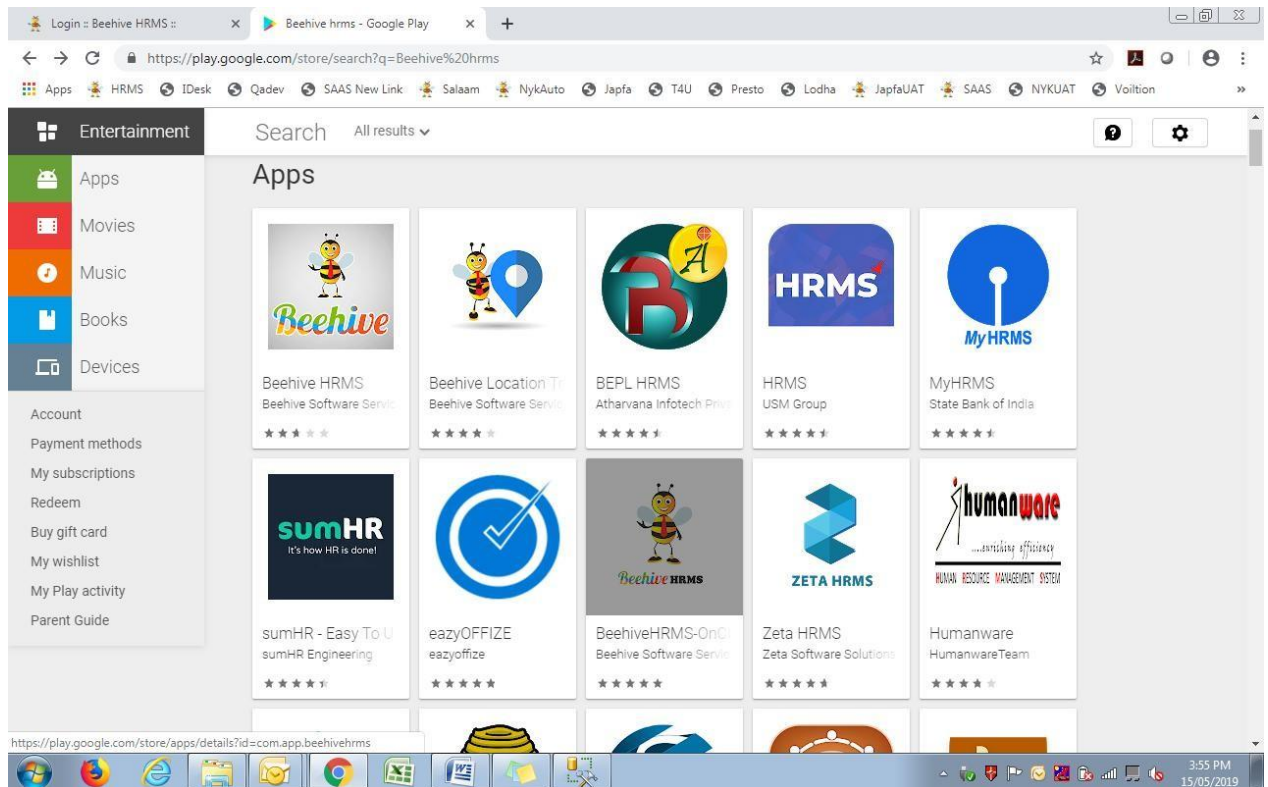 Login :: Beehive HRMS ::
Beehive hrms - Google Play
https://play.google.com/store/search?q=Beehive%20hrms
Apps HRMS IDesk Qadev SAAS New Link Salaam NykAuto Japfa T4U Presto Lodha JapfaUAT SAAS NYKUAT Voiltion »
Entertainment
Search All results
Apps
Movies
Music
Books
Devices
Account
Payment methods
My subscriptions
Redeem
Buy gift card
My wishlist
My Play activity
Parent Guide
Apps
Beehive
A
B
HRMS
MyHRMS
Beehive HRMS
Beehive Software Servic
Beehive Location T
Beehive Software Servic
BEPL HRMS
Atharvana Infotech Priv
HRMS
USM Group
MyHRMS
State Bank of India
sumHR
It's how HR is done!
Beehive HRMS
ZETA HRMS
humanware
....enriching efficiency
HUMAN RESOURCE MANAGEMENT SYSTEM
sumHR - Easy To U
sumHR Engineering
eazyOFFIZE
eazyoffize
BeehiveHRMS-OnC
Beehive Software Servic
Zeta HRMS
Zeta Software Solutions
Humanware
HumanwareTeam
https://play.google.com/store/apps/details?id=com.app.beehivehrms
3:55 PM
15/05/2019